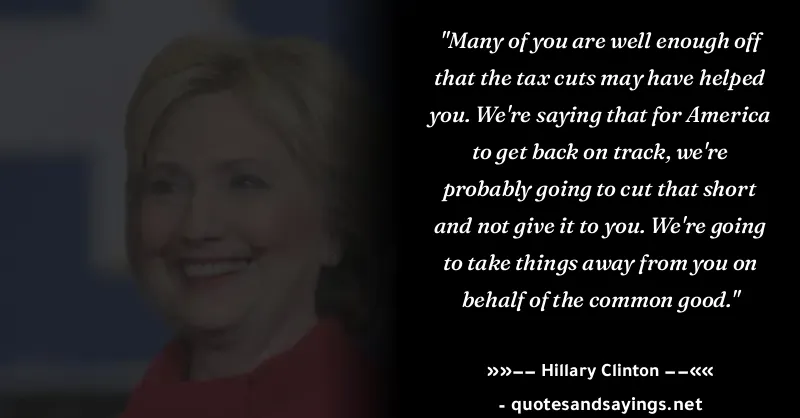 "Many of you are well enough off
that the tax cuts may have helped
you. We're saying that for America
to get back on track, we're
probably going to cut that short
and not give it to you. We're going
to take things away from you on
behalf of the common good."
»»–– Hillary Clinton ––««
- quotesandsayings.net